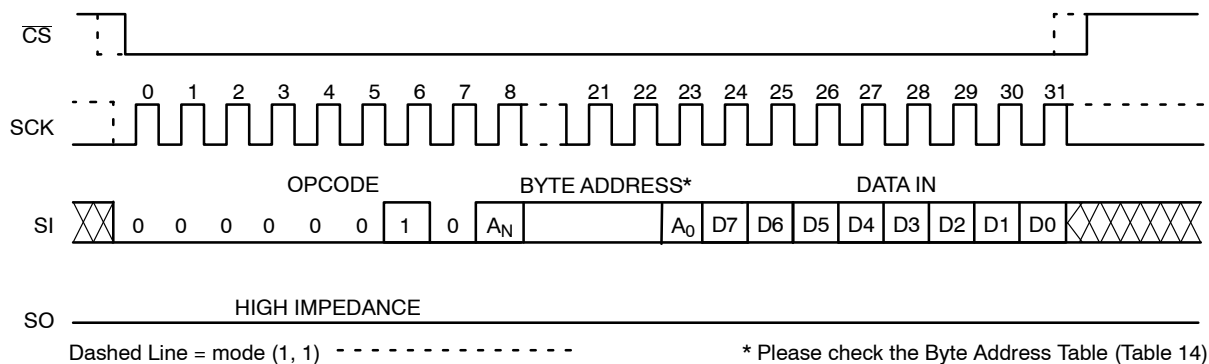 CS
0 1 2 3 4 5 6 7 8 21 22 23 24 25 26 27 28 29 30 31
SCK
OPCODE BYTE ADDRESS* DATA IN
SI 0 0 0 0 0 0 1 0 AN A0 D7 D6 D5 D4 D3 D2 D1 D0
HIGH IMPEDANCE
SO
Dashed Line = mode (1, 1) * Please check the Byte Address Table (Table 14)